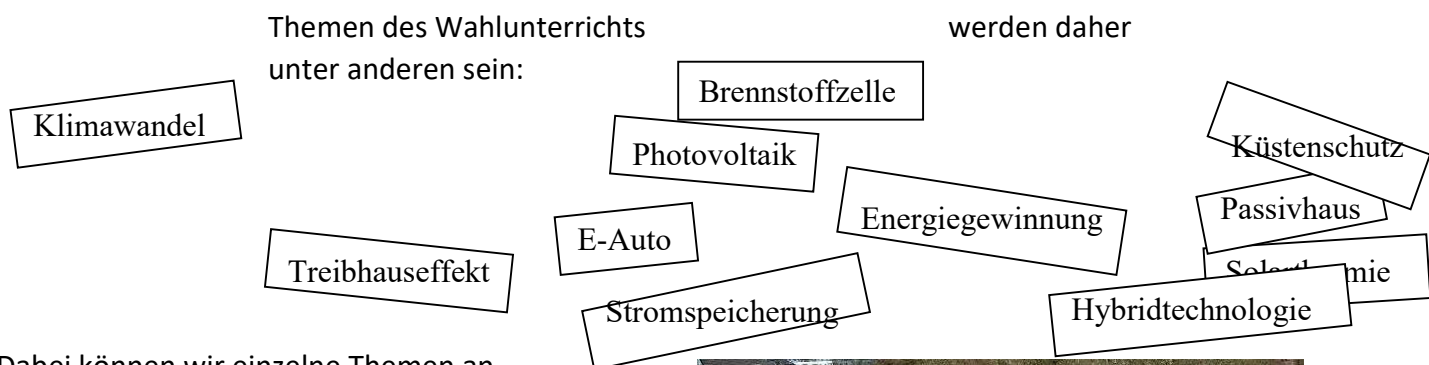 Themen des Wahlunterrichts werden daher
unter anderen sein:
Brennstoffzelle
Klimawandel
Photovoltaik
Küstenschutz
Energiegewinnung
Passivhaus
E-Auto
Treibhauseffekt
Stromspeicherung
Hybridtechnologie
Dabei können wir einzelne Themen an